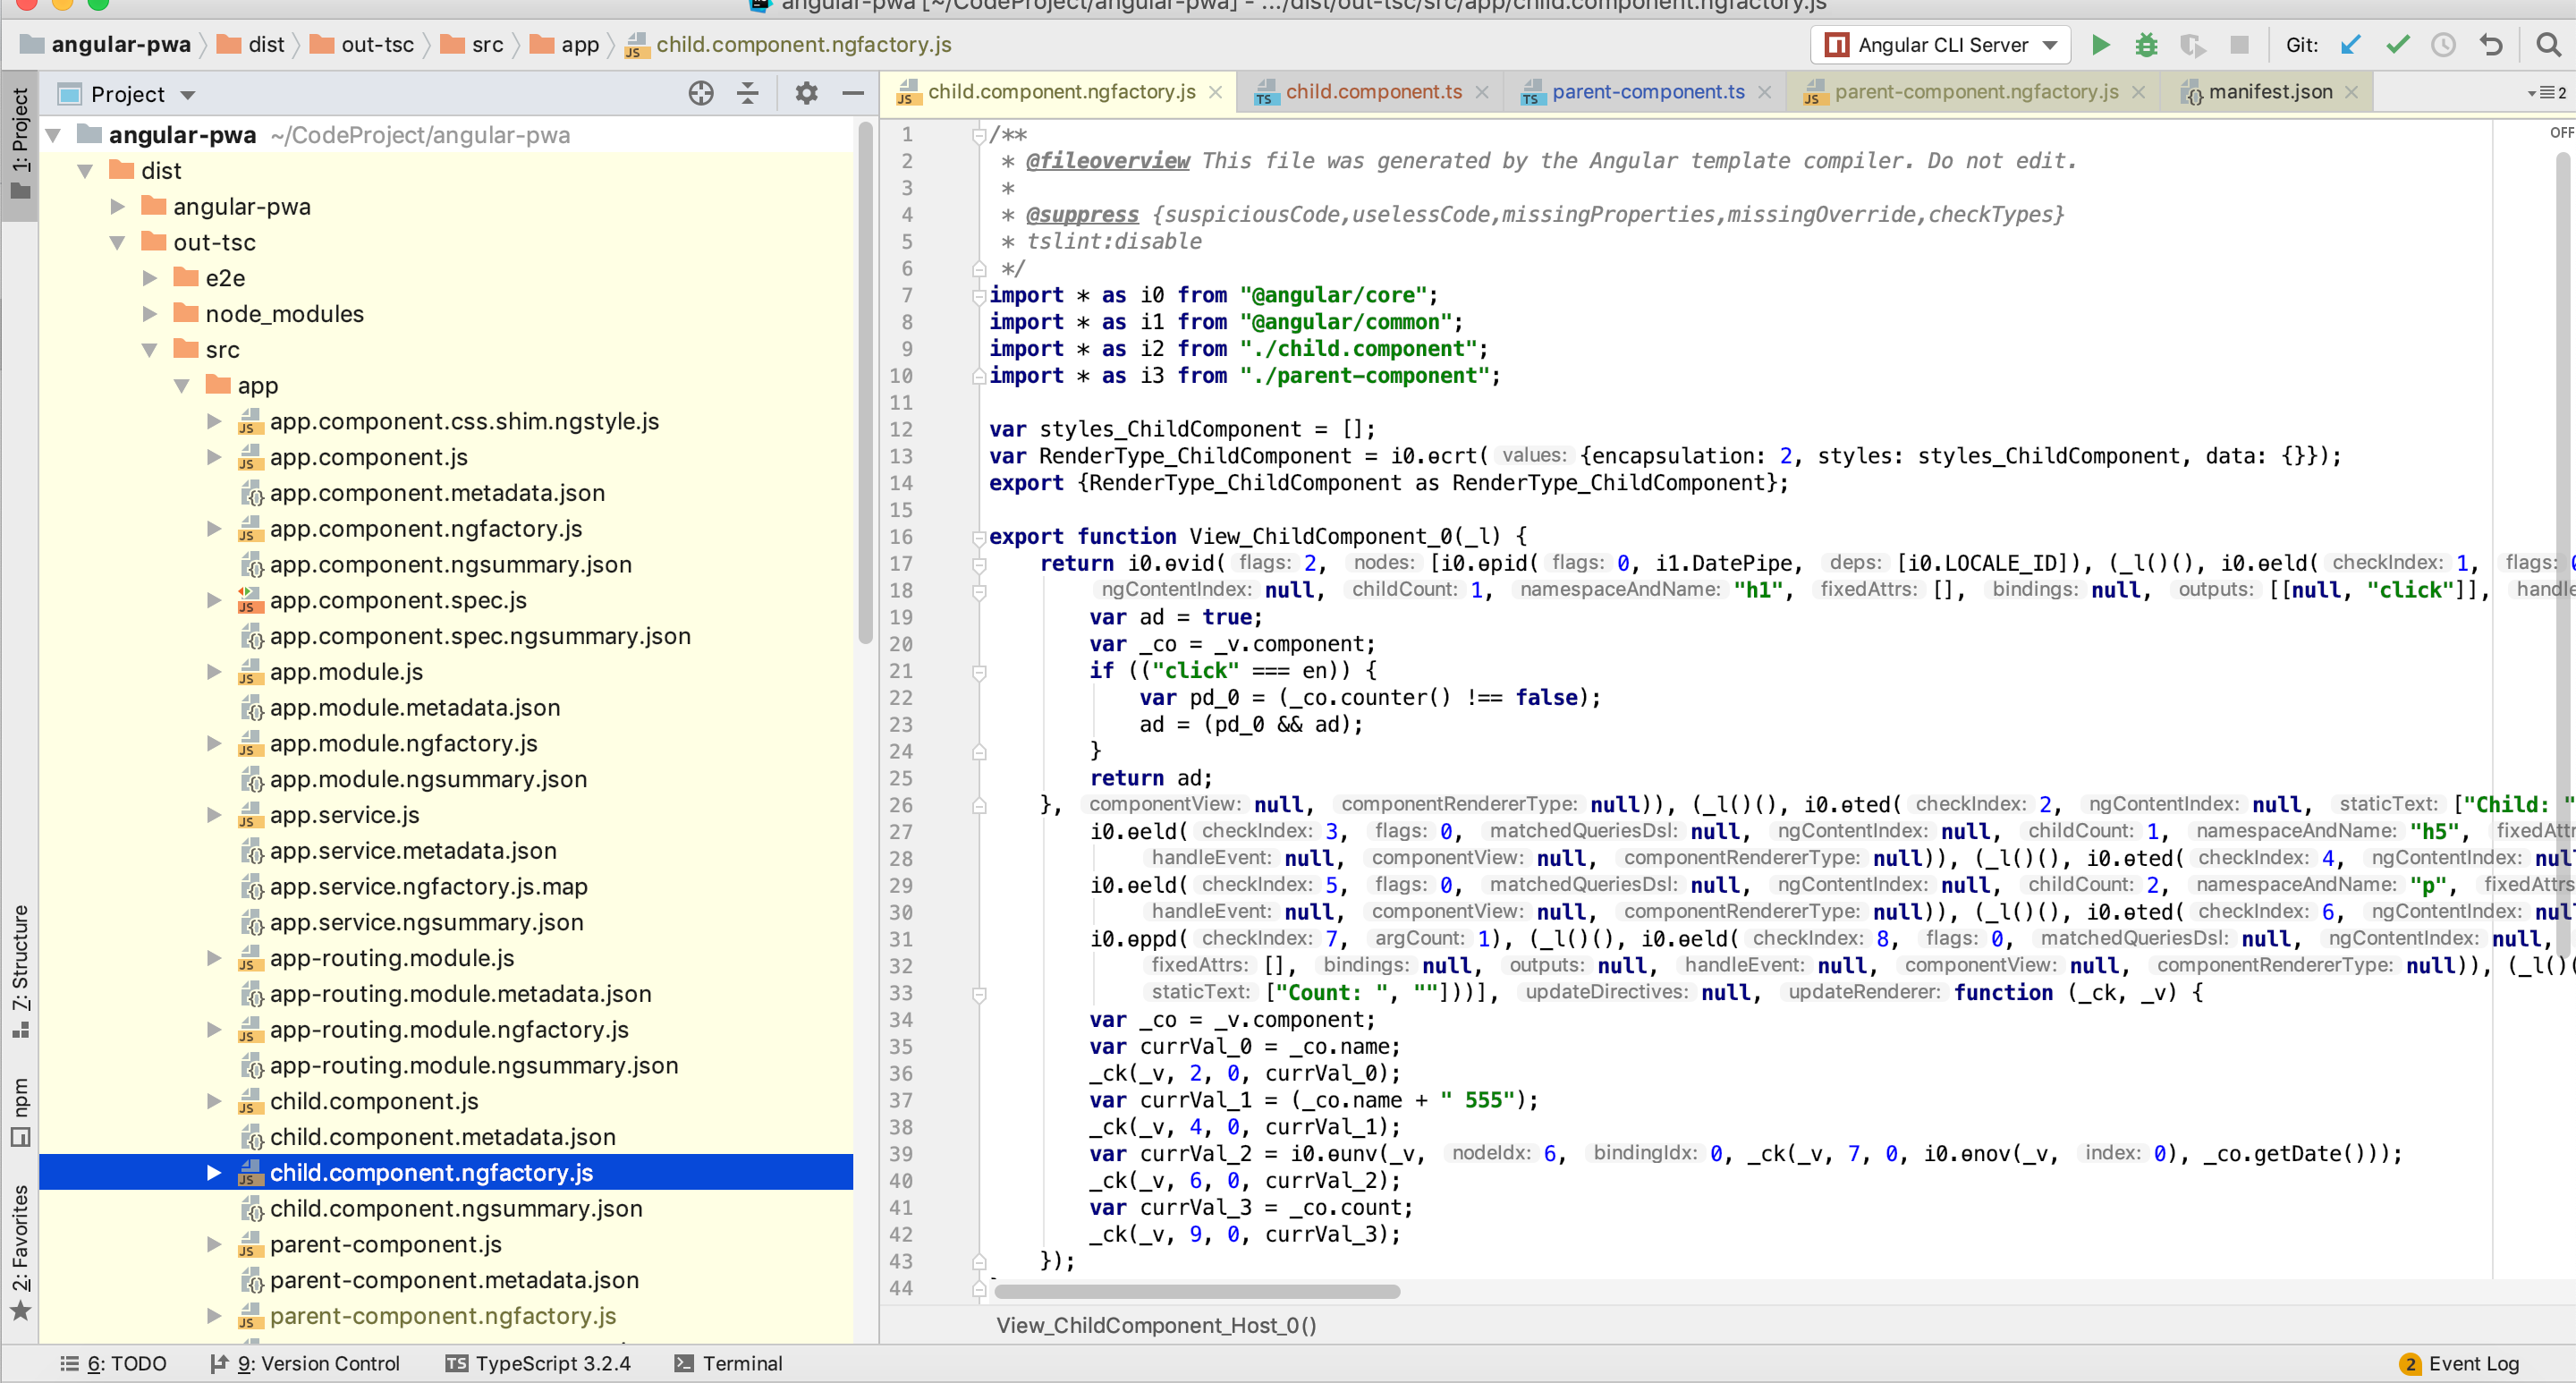 angular-pwa [~/CodeProject/angular-pwa] - .../dist/out-tsc/src/app/child.component.ngfactory.js
angular-pwa dist out-tsc src app child.component.ngfactory.js Angular CLI Server Git:
Project
child.component.ngfactory.js child.component.ts parent-component.ts parent-component.ngfactory.js manifest.json 2
1: Project
7: Structure
npm
2: Favorites
angular-pwa ~/CodeProject/angular-pwa
dist
angular-pwa
out-tsc
e2e
node_modules
src
app
app.component.css.shim.ngstyle.js
app.component.js
app.component.metadata.json
app.component.ngfactory.js
app.component.ngsummary.json
app.component.spec.js
app.component.spec.ngsummary.json
app.module.js
app.module.metadata.json
app.module.ngfactory.js
app.module.ngsummary.json
app.service.js
app.service.metadata.json
app.service.ngfactory.js.map
app.service.ngsummary.json
app-routing.module.js
app-routing.module.metadata.json
app-routing.module.ngfactory.js
app-routing.module.ngsummary.json
child.component.js
child.component.metadata.json
child.component.ngfactory.js
child.component.ngsummary.json
parent-component.js
parent-component.metadata.json
parent-component.ngfactory.js
OFF
1 /**
2 * @fileoverview This file was generated by the Angular template compiler. Do not edit.
3 *
4 * @suppress {suspiciousCode,uselessCode,missingProperties,missingOverride,checkTypes}
5 * tslint:disable
6 */
7 import * as i0 from "@angular/core";
8 import * as i1 from "@angular/common";
9 import * as i2 from "./child.component";
10 import * as i3 from "./parent-component";
11
12 var styles_ChildComponent = [];
13 var RenderType_ChildComponent = i0.ɵcrt( values: {encapsulation: 2, styles: styles_ChildComponent, data: {}});
14 export {RenderType_ChildComponent as RenderType_ChildComponent};
15
16 export function View_ChildComponent_0(_l) {
17 return i0.ɵvid( flags: 2, nodes: [i0.ɵpid( flags: 0, i1.DatePipe, deps: [i0.LOCALE_ID]), (_l()(), i0.ɵeld( checkIndex: 1, flags: 0
18 ngContentIndex: null, childCount: 1, namespaceAndName: "h1", fixedAttrs: [], bindings: null, outputs: [[null, "click"]], handle
19 var ad = true;
20 var _co = _v.component;
21 if (("click" === en)) {
22 var pd_0 = (_co.counter() !== false);
23 ad = (pd_0 && ad);
24 }
25 return ad;
26 }, componentView: null, componentRendererType: null)), (_l()(), i0.ɵted( checkIndex: 2, ngContentIndex: null, staticText: ["Child: "
27 i0.ɵeld( checkIndex: 3, flags: 0, matchedQueriesDsl: null, ngContentIndex: null, childCount: 1, namespaceAndName: "h5", fixedAttr
28 handleEvent: null, componentView: null, componentRendererType: null)), (_l()(), i0.ɵted( checkIndex: 4, ngContentIndex: null
29 i0.ɵeld( checkIndex: 5, flags: 0, matchedQueriesDsl: null, ngContentIndex: null, childCount: 2, namespaceAndName: "p", fixedAttrs
30 handleEvent: null, componentView: null, componentRendererType: null)), (_l()(), i0.ɵted( checkIndex: 6, ngContentIndex: null
31 i0.ɵppd( checkIndex: 7, argCount: 1), (_l()(), i0.ɵeld( checkIndex: 8, flags: 0, matchedQueriesDsl: null, ngContentIndex: null,
32 fixedAttrs: [], bindings: null, outputs: null, handleEvent: null, componentView: null, componentRendererType: null)), (_l()(
33 staticText: ["Count: ", ""]))], updateDirectives: null, updateRenderer: function (_ck, _v) {
34 var _co = _v.component;
35 var currVal_0 = _co.name;
36 _ck(_v, 2, 0, currVal_0);
37 var currVal_1 = (_co.name + " 555");
38 _ck(_v, 4, 0, currVal_1);
39 var currVal_2 = i0.ɵunv(_v, nodeIdx: 6, bindingIdx: 0, _ck(_v, 7, 0, i0.ɵnov(_v, index: 0), _co.getDate()));
40 _ck(_v, 6, 0, currVal_2);
41 var currVal_3 = _co.count;
42 _ck(_v, 9, 0, currVal_3);
43 });
44
View_ChildComponent_Host_0()
6: TODO 9: Version Control TypeScript 3.2.4 Terminal 2 Event Log